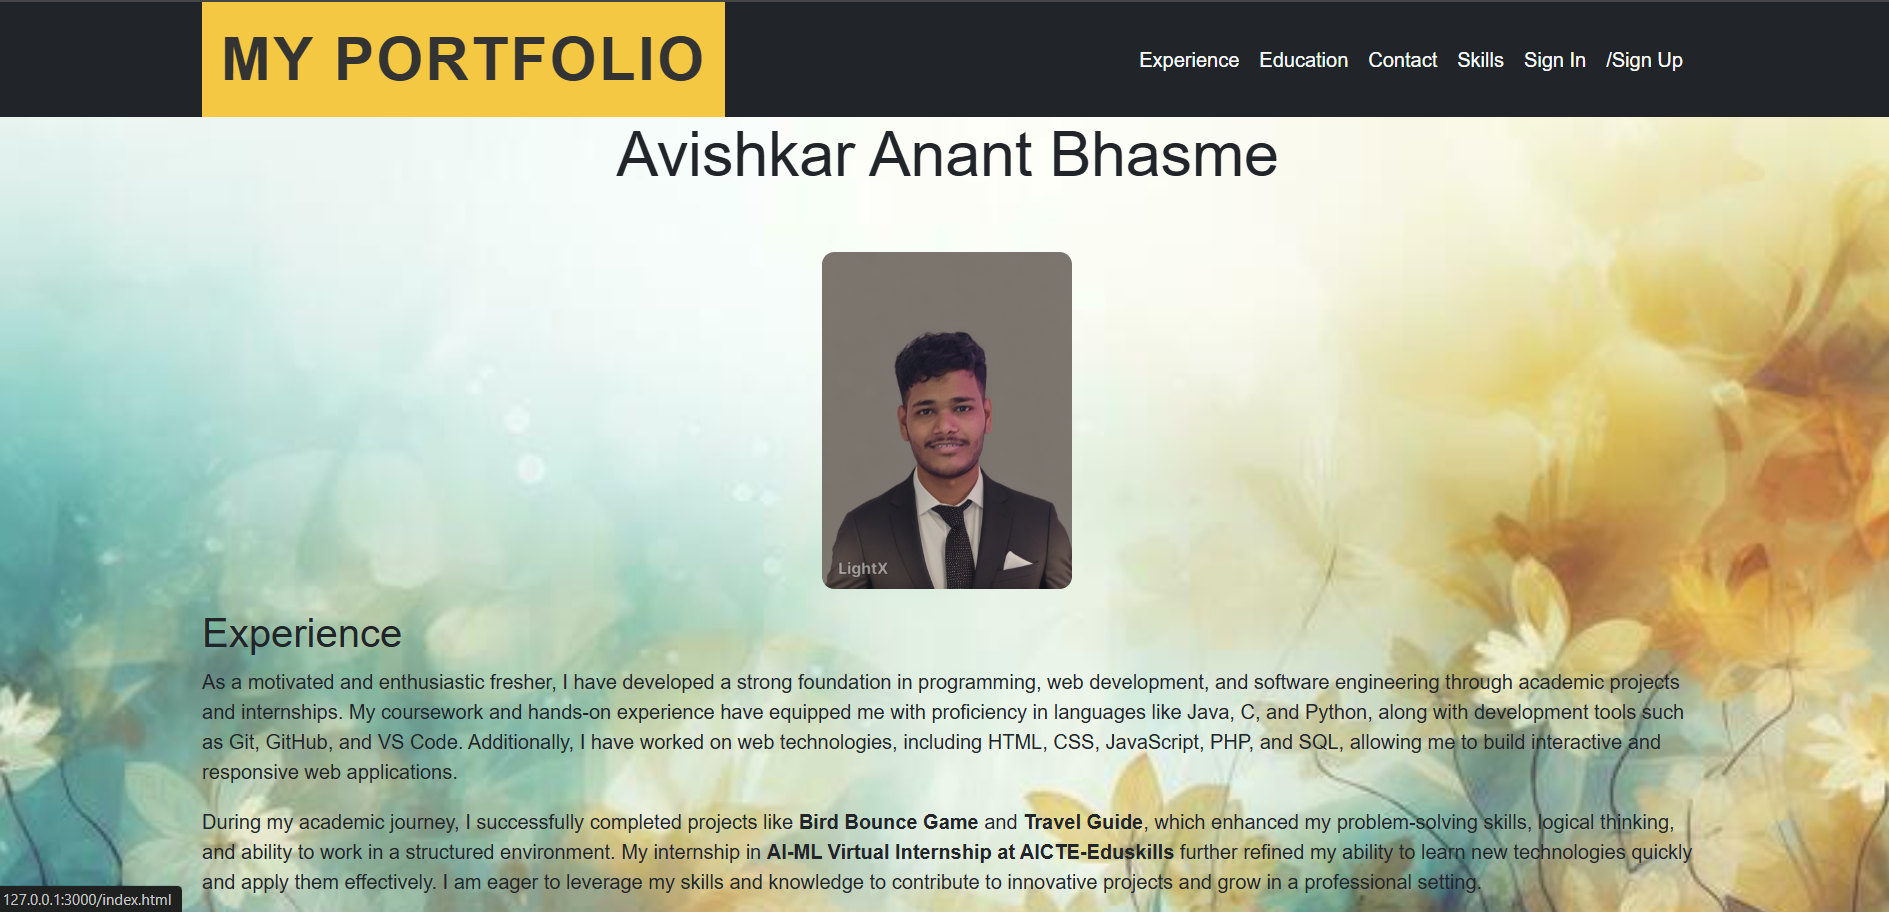 MY PORTFOLIO
Experience Education Contact Skills Sign In /Sign Up
Avishkar Anant Bhasme
LightX
Experience
As a motivated and enthusiastic fresher, I have developed a strong foundation in programming, web development, and software engineering through academic projects
and internships. My coursework and hands-on experience have equipped me with proficiency in languages like Java, C, and Python, along with development tools such
as Git, GitHub, and VS Code. Additionally, I have worked on web technologies, including HTML, CSS, JavaScript, PHP, and SQL, allowing me to build interactive and
responsive web applications.
During my academic journey, I successfully completed projects like Bird Bounce Game and Travel Guide, which enhanced my problem-solving skills, logical thinking,
and ability to work in a structured environment. My internship in AI-ML Virtual Internship at AICTE-Eduskills further refined my ability to learn new technologies quickly
and apply them effectively. I am eager to leverage my skills and knowledge to contribute to innovative projects and grow in a professional setting.
127.0.0.1:3000/index.html